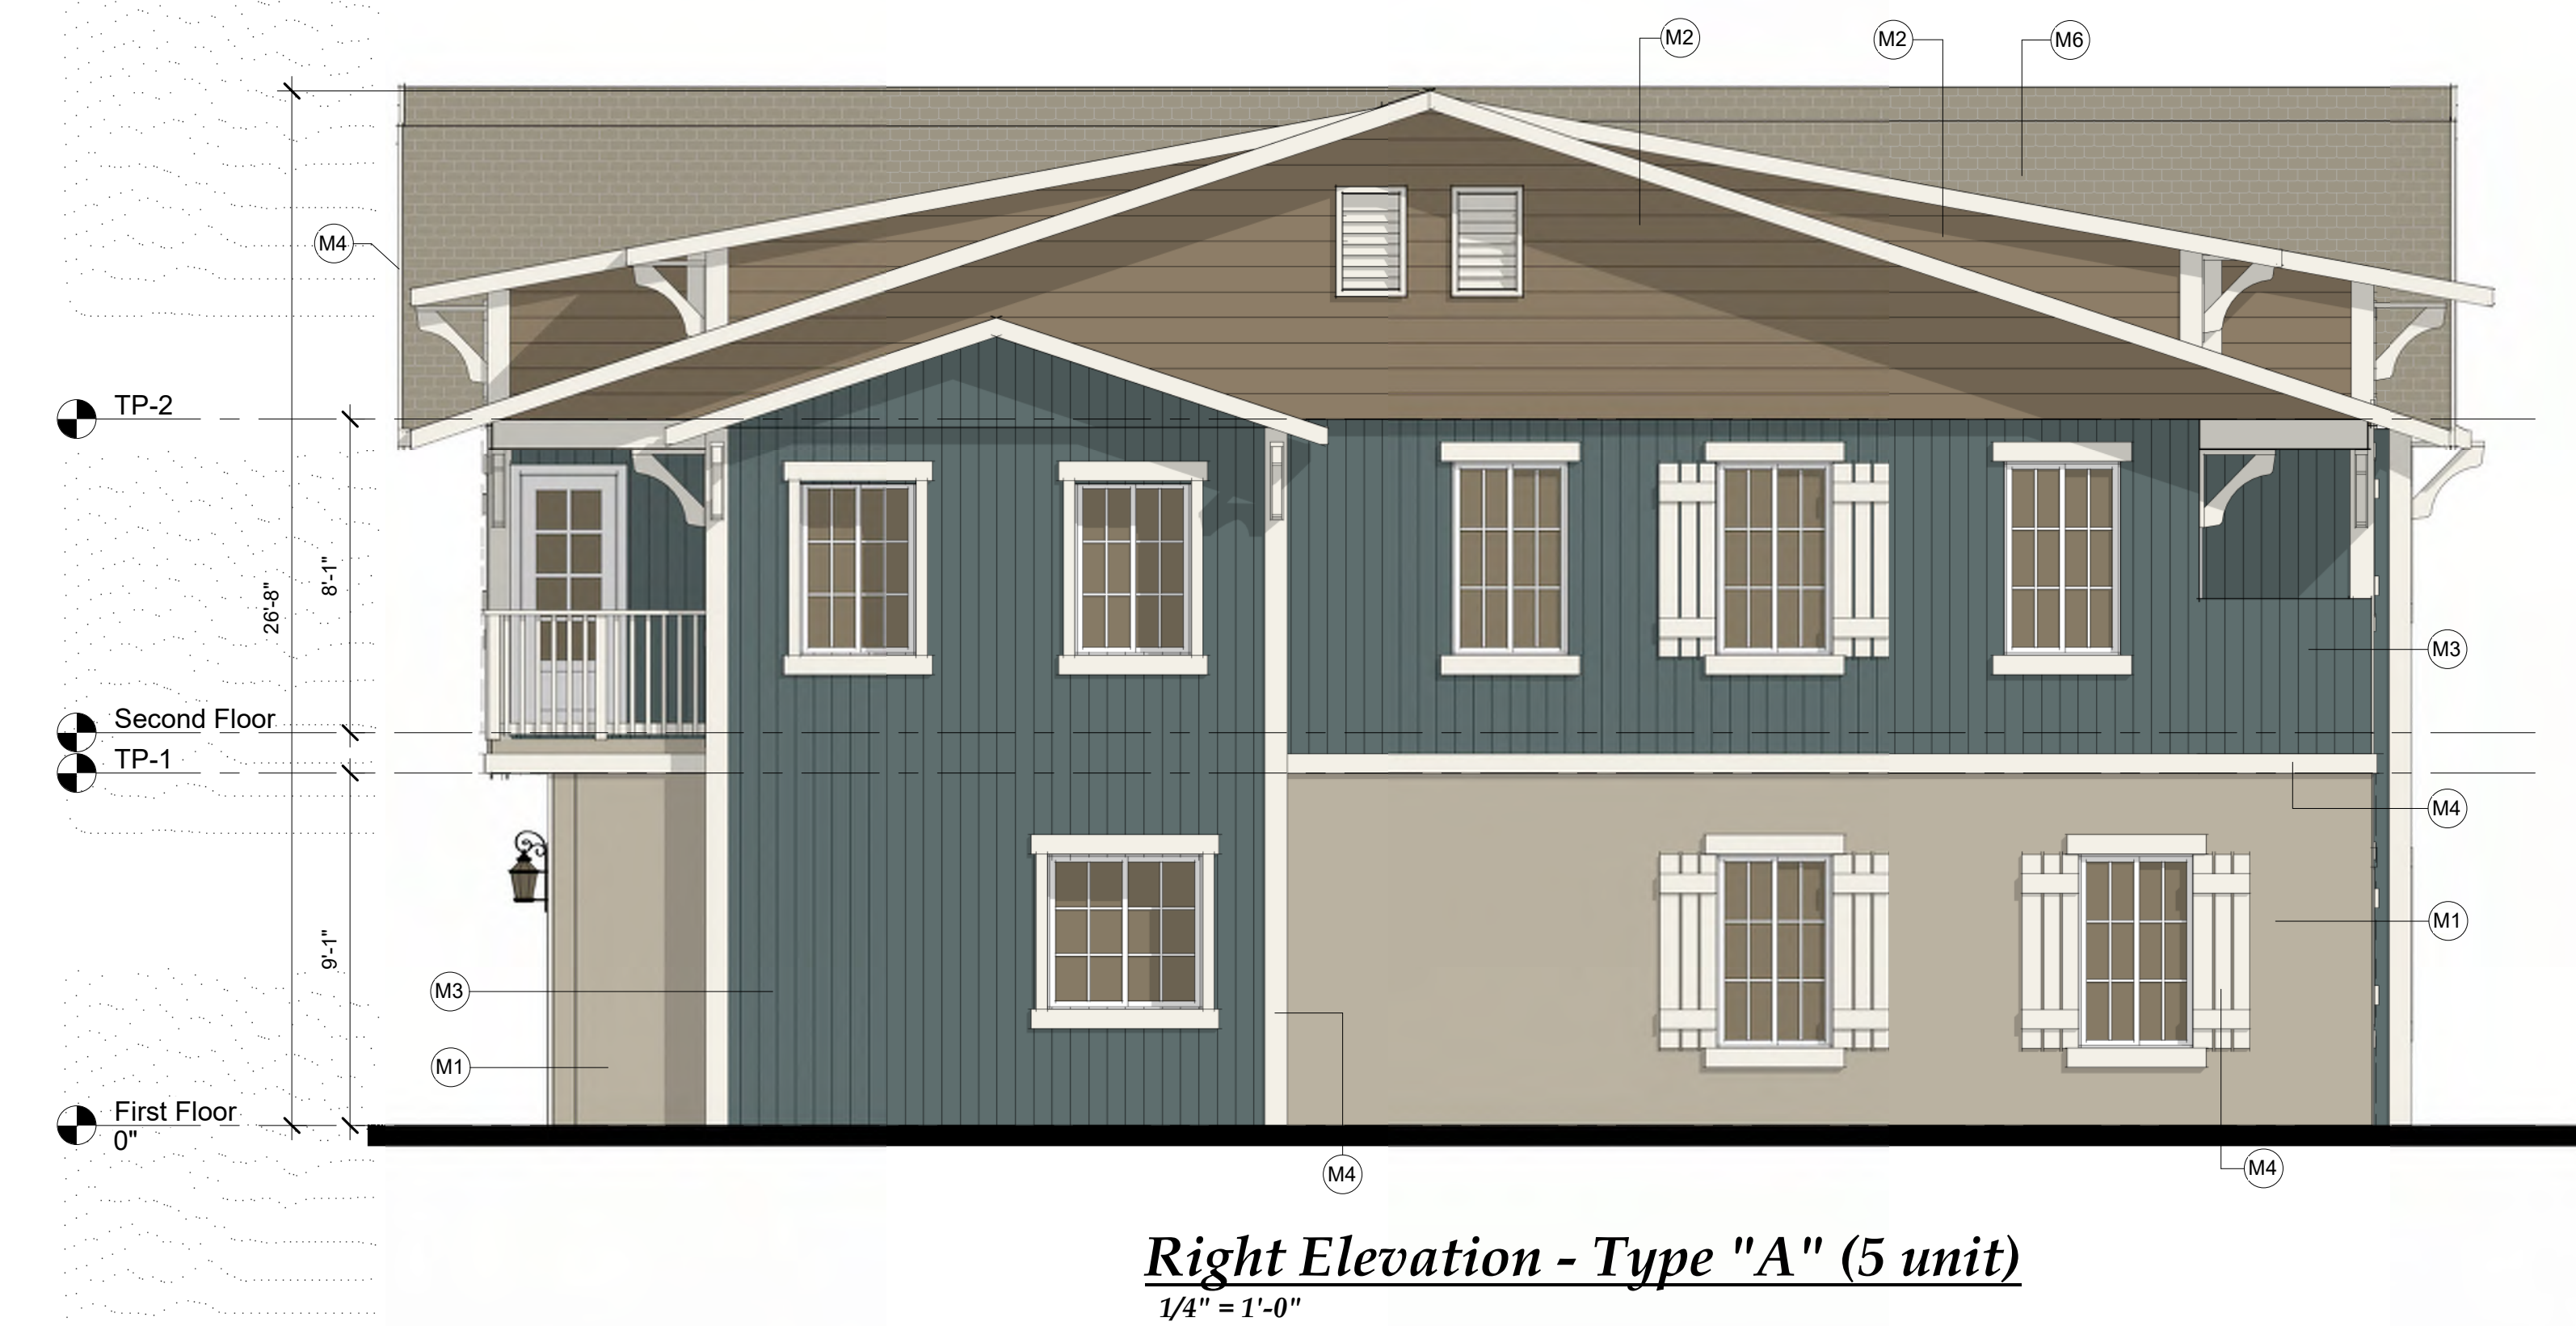 M2
M2
M6
M4
TP-2
8'-1"
26'-8"
M3
Second Floor
TP-1
M4
M1
9'-1"
M3
M1
First Floor
0"
M4
M4
Right Elevation - Type "A" (5 unit)
1/4" = 1'-0"